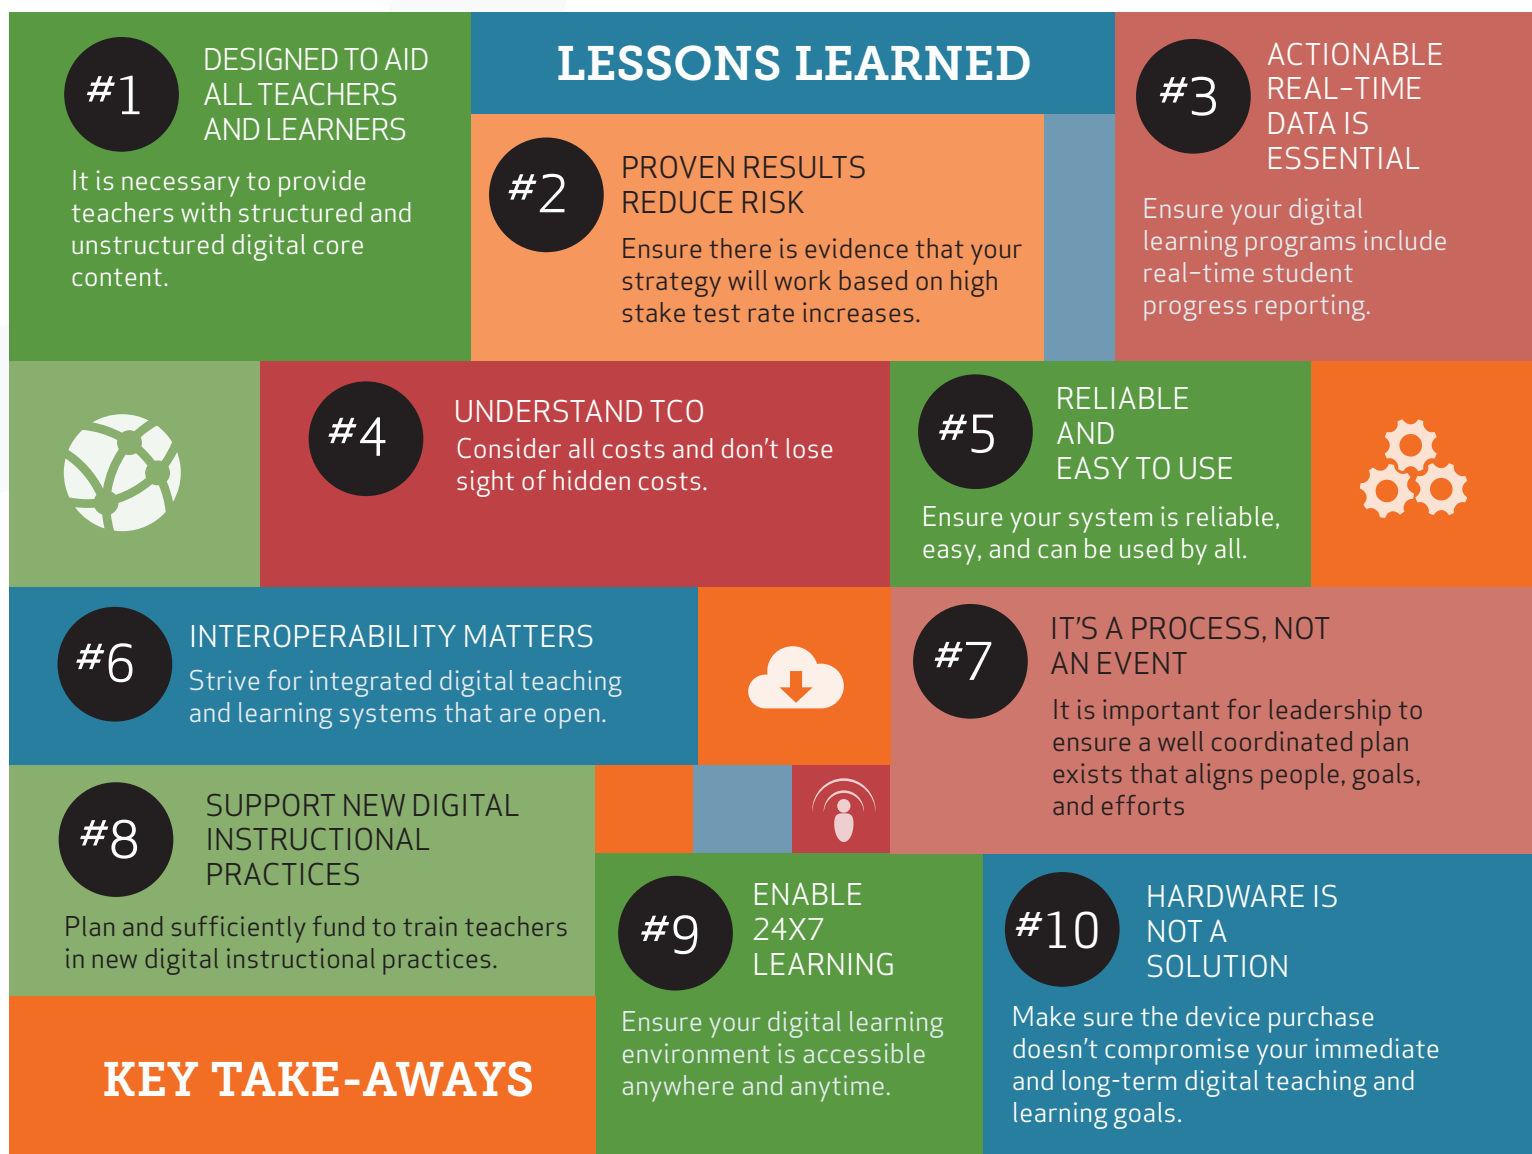 LESSONS LEARNED
#1
DESIGNED TO AID
ALL TEACHERS
AND LEARNERS
It is necessary to provide
teachers with structured and
unstructured digital core
content.
#2
PROVEN RESULTS
REDUCE RISK
Ensure there is evidence that your
strategy will work based on high
stake test rate increases.
#3
ACTIONABLE
REAL-TIME
DATA IS
ESSENTIAL
Ensure your digital
learning programs include
real-time student
progress reporting.
#4
UNDERSTAND TCO
Consider all costs and don't lose
sight of hidden costs.
#5
RELIABLE
AND
EASY TO USE
Ensure your system is reliable,
easy, and can be used by all.
#6
INTEROPERABILITY MATTERS
Strive for integrated digital teaching
and learning systems that are open.
#7
IT'S A PROCESS, NOT
AN EVENT
It is important for leadership to
ensure a well coordinated plan
exists that aligns people, goals,
and efforts
#8
SUPPORT NEW DIGITAL
INSTRUCTIONAL
PRACTICES
Plan and sufficiently fund to train teachers
in new digital instructional practices.
#9
ENABLE
24X7
LEARNING
Ensure your digital learning
environment is accessible
anywhere and anytime.
#10
HARDWARE IS
NOT A
SOLUTION
Make sure the device purchase
doesn't compromise your immediate
and long-term digital teaching and
learning goals.
KEY TAKE-AWAYS